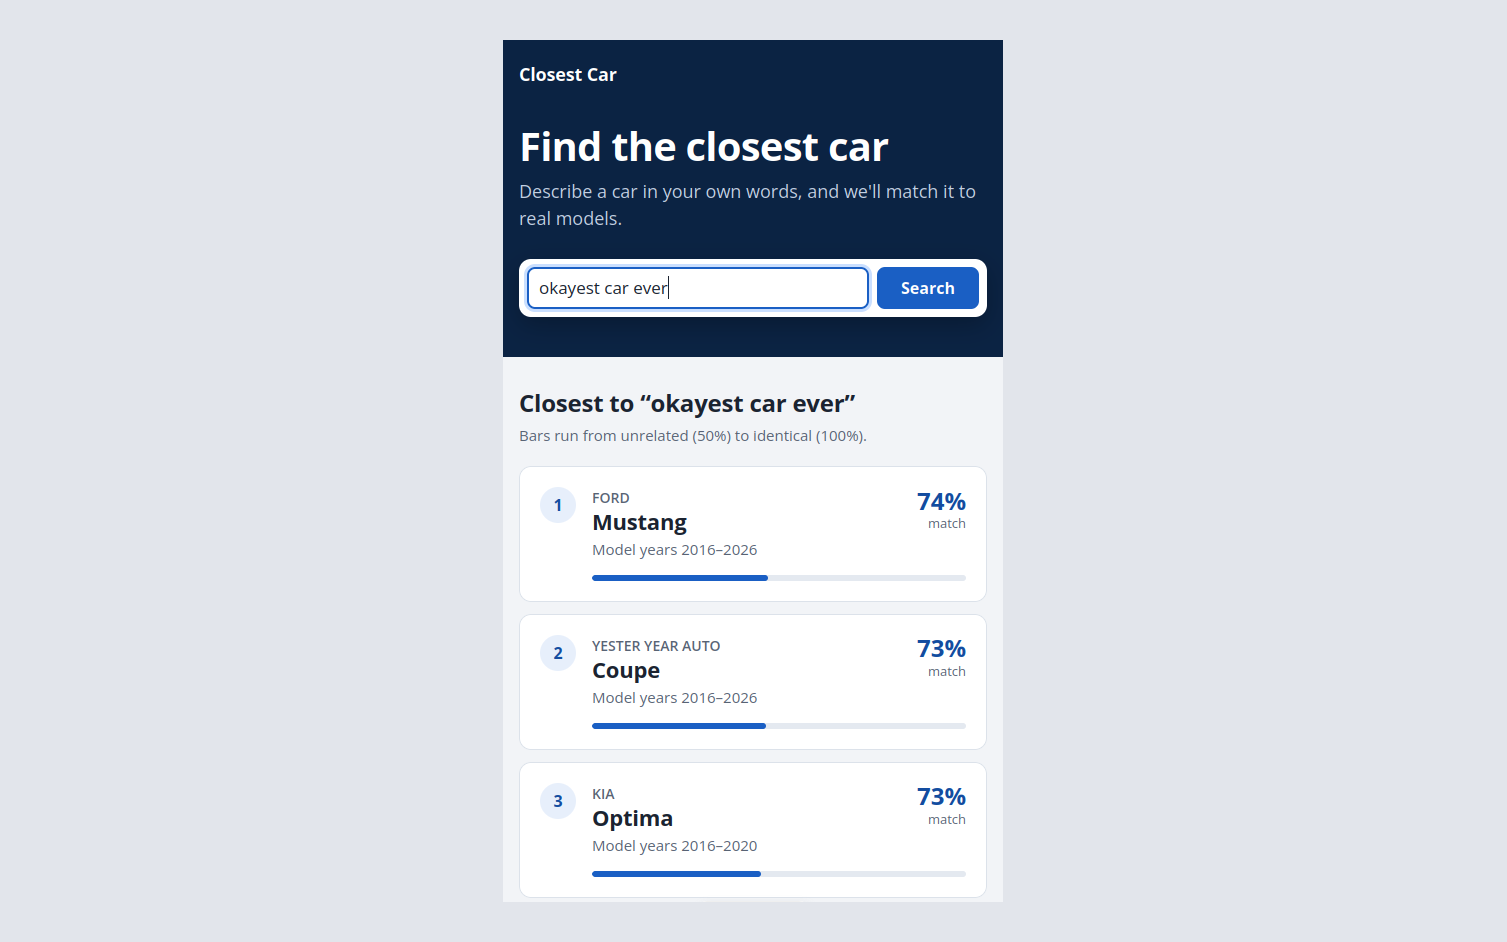 Closest Car
Find the closest car
Describe a car in your own words, and we'll match it to
real models.
okayest car ever
Search
Closest to “okayest car ever”
Bars run from unrelated (50%) to identical (100%).
1
FORD
Mustang
Model years 2016–2026
74%
match
2
YESTER YEAR AUTO
Coupe
Model years 2016–2026
73%
match
3
KIA
Optima
Model years 2016–2020
73%
match